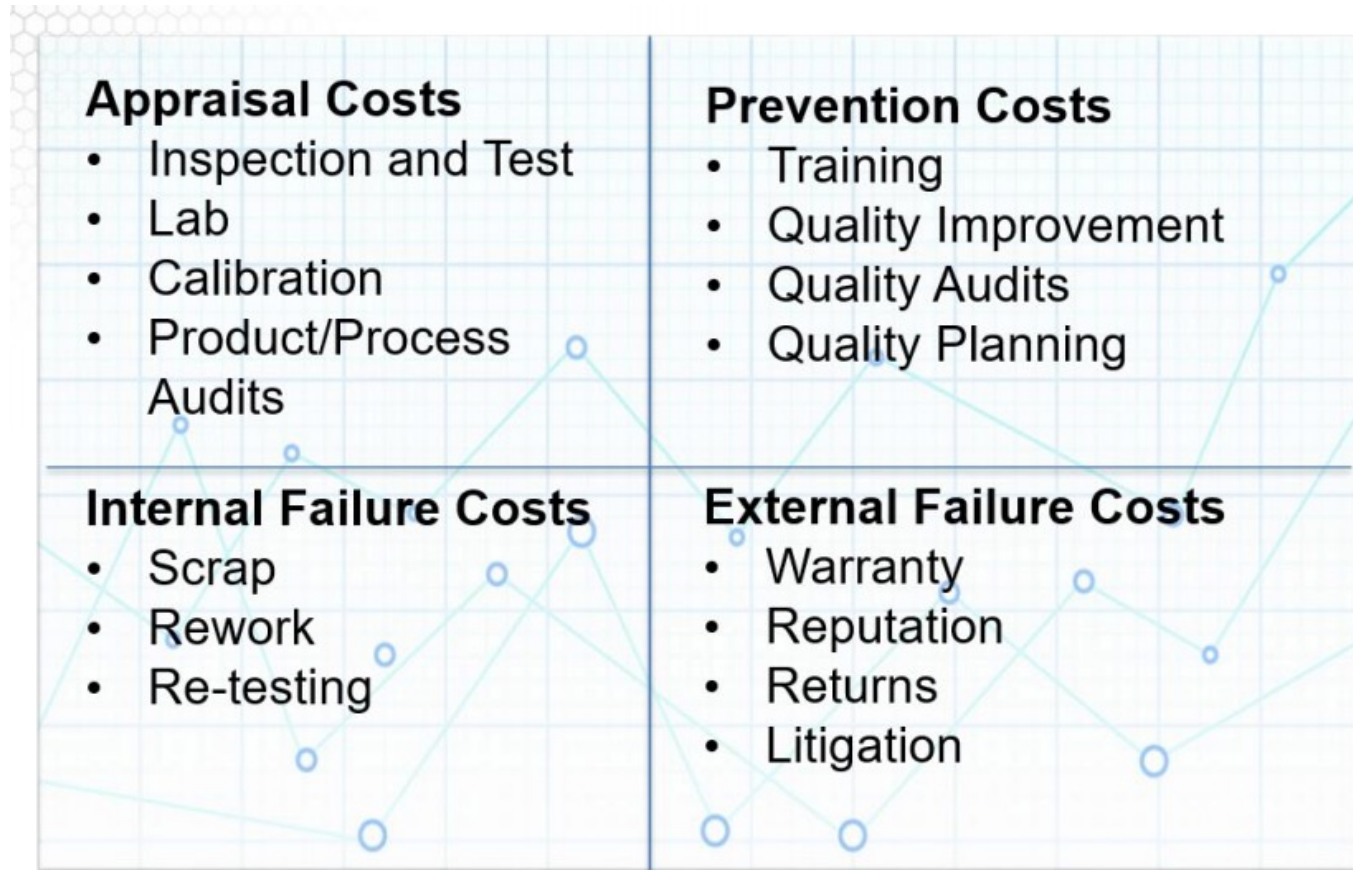 Appraisal Costs
• Inspection and Test
• Lab
• Calibration
• Product/Process
Audits
Prevention Costs
• Training
• Quality Improvement
• Quality Audits
• Quality Planning
Internal Failure Costs
• Scrap
• Rework
• Re-testing
External Failure Costs
• Warranty
• Reputation
• Returns
• Litigation